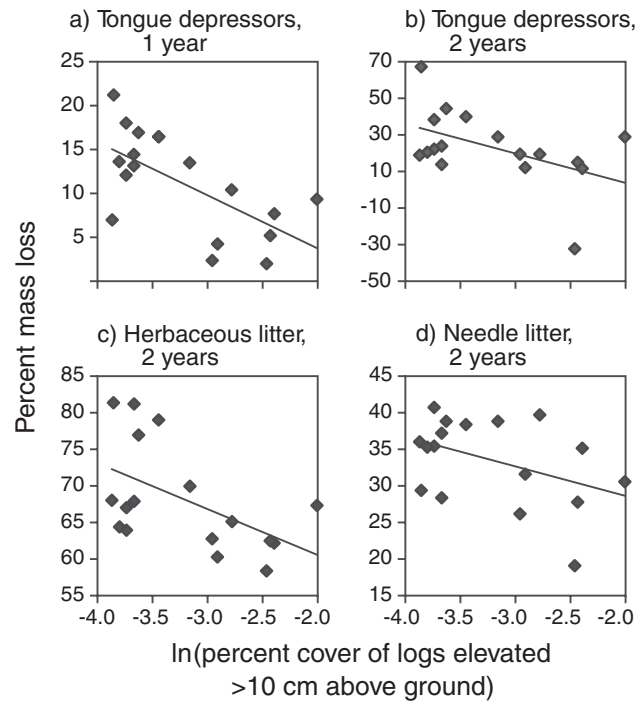 a) Tongue depressors,
1 year
b) Tongue depressors,
2 years
25
20
15
10
5
70
50
30
10
-10
-30
-50
Percent mass loss
c) Herbaceous litter,
2 years
d) Needle litter,
2 years
85
80
75
70
65
60
55
-4.0 -3.5 -3.0 -2.5 -2.0
45
40
35
30
25
20
15
-4.0 -3.5 -3.0 -2.5 -2.0
ln(percent cover of logs elevated
>10 cm above ground)